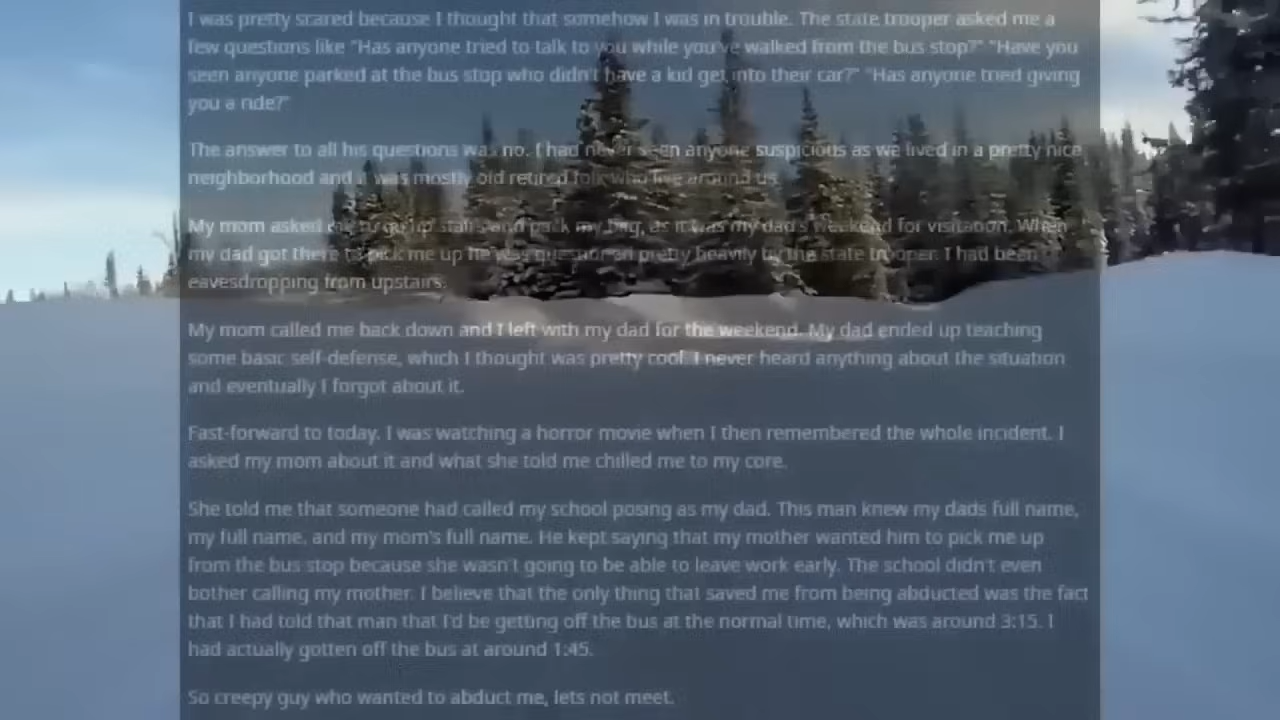 I was pretty scared because I thought that somehow I was in trouble. The state trooper asked me a
few questions like "Has anyone tried to talk to you while you've walked from the bus stop?" "Have you
seen anyone parked at the bus stop who didn't have a kid get into their car?" "Has anyone tried giving
you a ride?"
The answer to all his questions was no. I had never seen anyone suspicious as we lived in a pretty nice
neighborhood and it was mostly old retired folk who live around us.
My mom asked me to go up stairs and pack my bag, as it was my dad's weekend for visitation. When
my dad got there to pick me up he was question pretty heavily by the state trooper. I had been
eavesdropping from upstairs.
My mom called me back down and I left with my dad for the weekend. My dad ended up teaching
some basic self-defense, which I thought was pretty cool. I never heard anything about the situation
and eventually I forgot about it.
Fast-forward to today. I was watching a horror movie when I then remembered the whole incident. I
asked my mom about it and what she told me chilled me to my core.
She told me that someone had called my school posing as my dad. This man knew my dads full name,
my full name, and my mom's full name. He kept saying that my mother wanted him to pick me up
from the bus stop because she wasn't going to be able to leave work early. The school didn't even
bother calling my mother. I believe that the only thing that saved me from being abducted was the fact
that I had told that man that I'd be getting off the bus at the normal time, which was around 3:15. I
had actually gotten off the bus at around 1:45.
So creepy guy who wanted to abduct me, lets not meet.